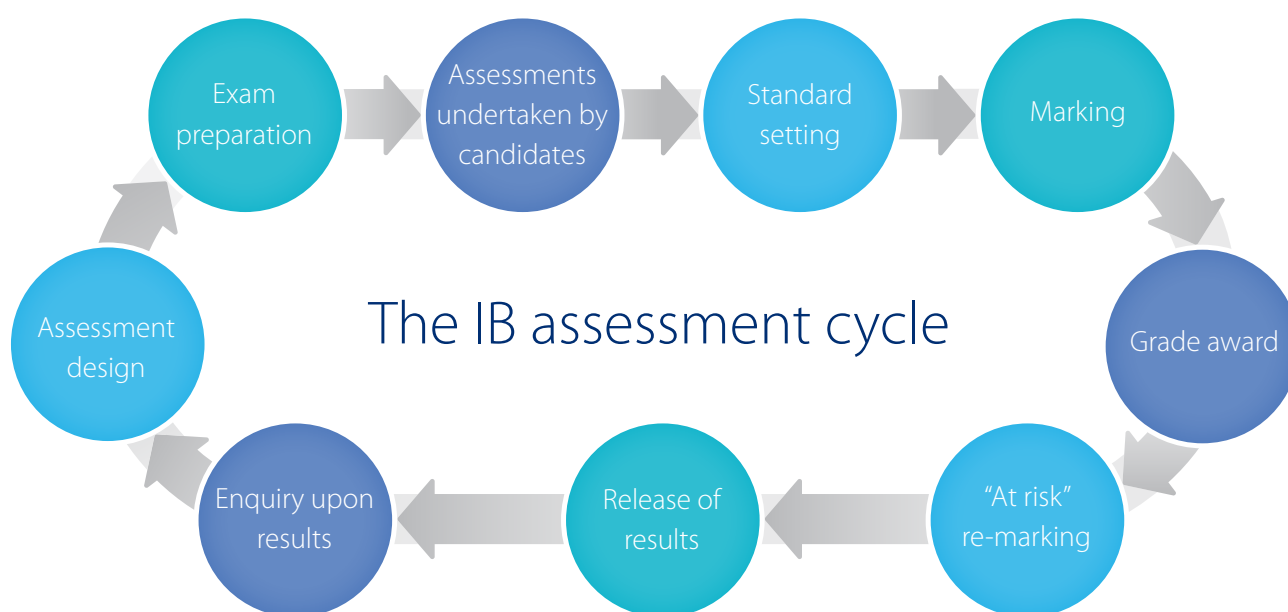 Exam
preparation
Assessments
undertaken by
candidates
Standard
setting
Marking
The IB assessment cycle
Assessment
design
Grade award
Enquiry upon
results
Release of
results
“At risk”
re-marking